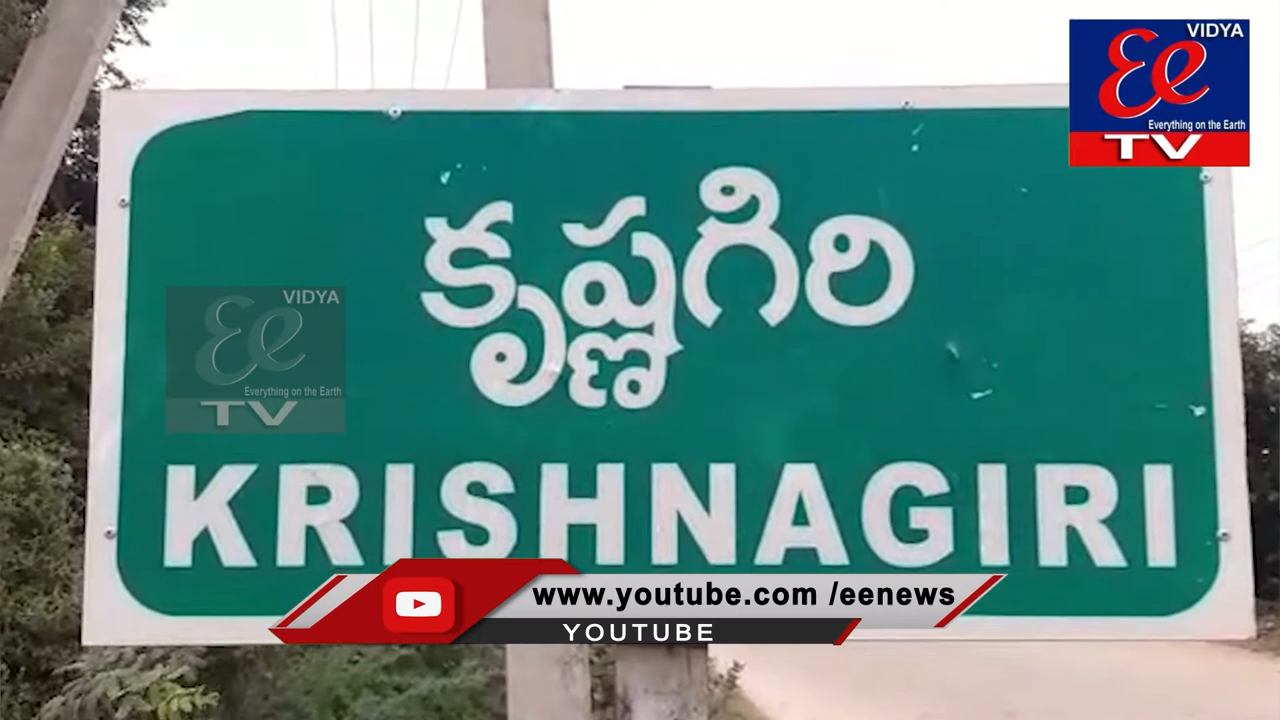 VIDYA
Ee
Everything on the Earth
TV
కృష్ణగిరి
VIDYA
Ee
Everything on the Earth
TV
KRISHNAGIRI
www.youtube.com /eenews
YOUTUBE